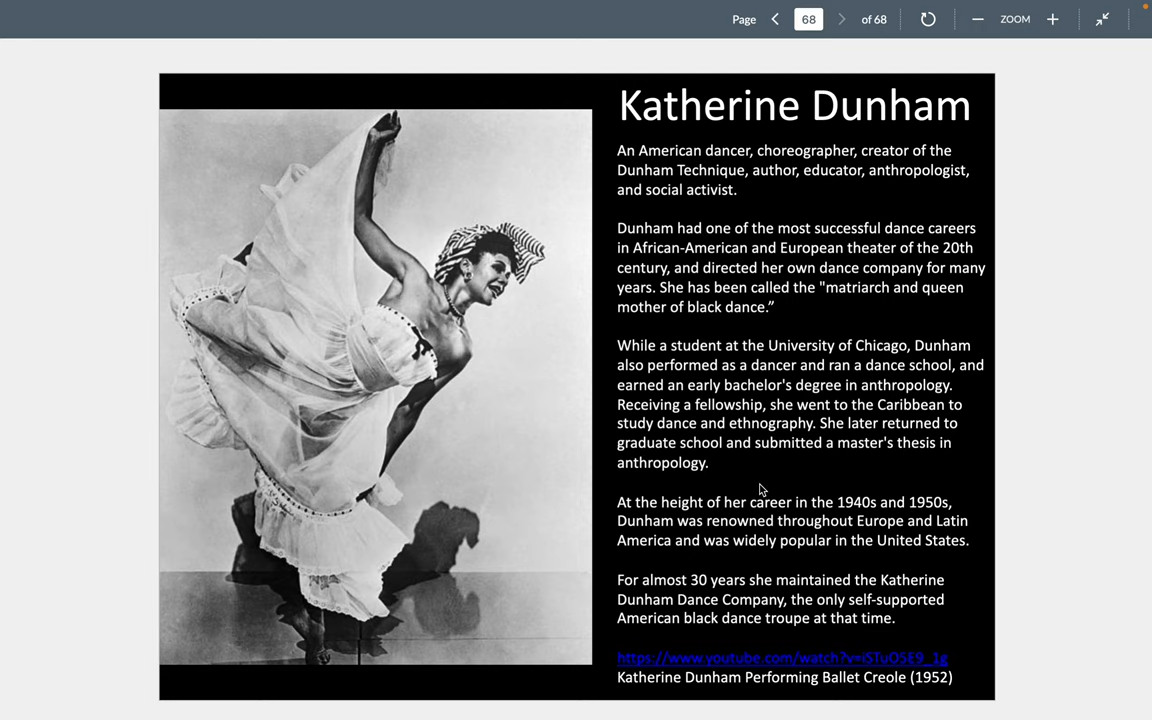 Page 68 of 68 ZOOM
Katherine Dunham
An American dancer, choreographer, creator of the
Dunham Technique, author, educator, anthropologist,
and social activist.
Dunham had one of the most successful dance careers
in African-American and European theater of the 20th
century, and directed her own dance company for many
years. She has been called the "matriarch and queen
mother of black dance.”
While a student at the University of Chicago, Dunham
also performed as a dancer and ran a dance school, and
earned an early bachelor's degree in anthropology.
Receiving a fellowship, she went to the Caribbean to
study dance and ethnography. She later returned to
graduate school and submitted a master's thesis in
anthropology.
At the height of her career in the 1940s and 1950s,
Dunham was renowned throughout Europe and Latin
America and was widely popular in the United States.
For almost 30 years she maintained the Katherine
Dunham Dance Company, the only self-supported
American black dance troupe at that time.
https://www.youtube.com/watch?v=iSTuO5E9_1g
Katherine Dunham Performing Ballet Creole (1952)